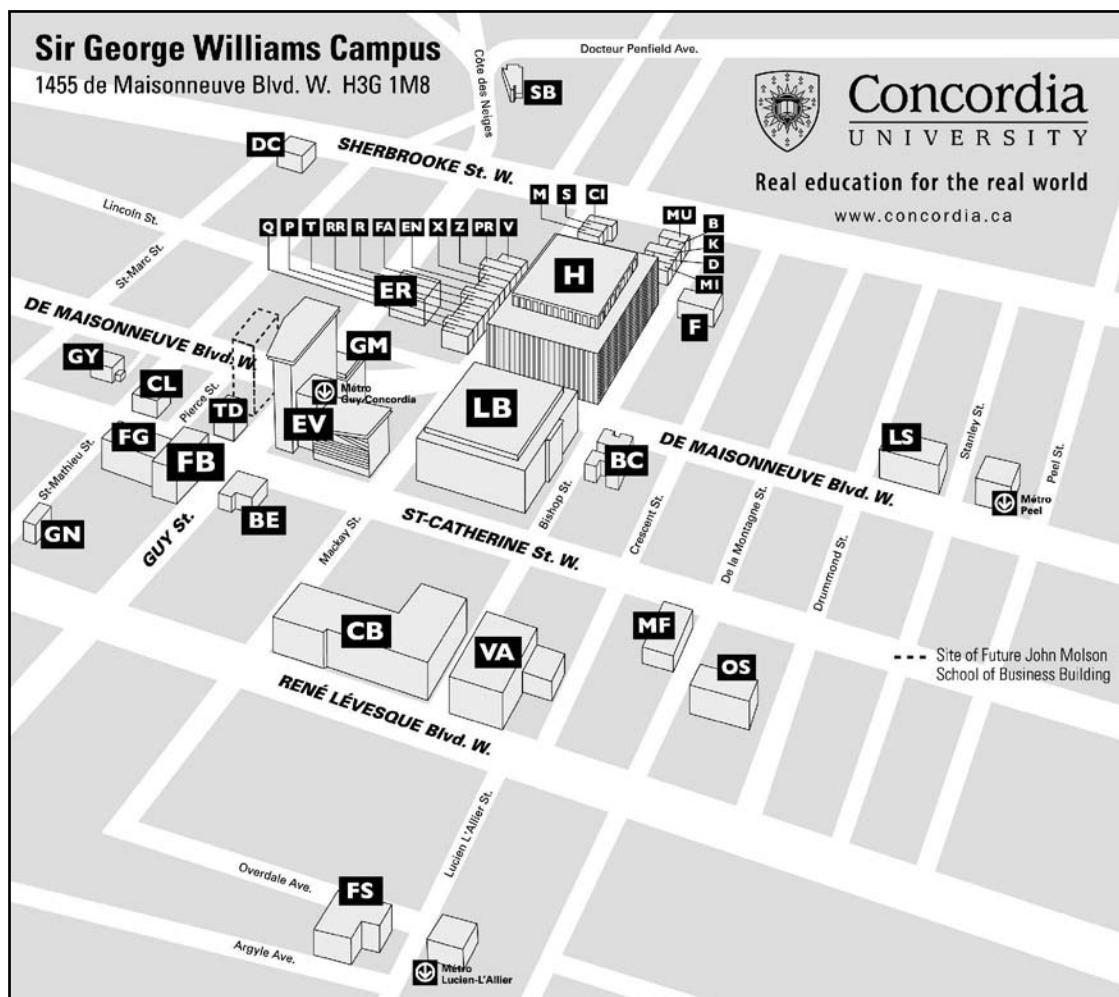 Sir George Williams Campus
1455 de Maisonneuve Blvd. W. H3G 1M8
Docteur Penfield Ave.
Côte des Neiges
SB
Concordia
UNIVERSITY
Real education for the real world
www.concordia.ca
DC
SHERBROOKE St. W.
Lincoln St.
St-Marc St.
M
S
CI
MU
B
K
D
MI
F
Q
P
T
RR
R
FA
EN
X
Z
PR
V
H
ER
DE MAISONNEUVE Blvd. W.
GY
CL
Pierce St.
TD
GM
Métro
Guy/Concordia
EV
LB
FG
FB
St-Mathieu St.
GN
BE
GUY St.
Mackay St.
ST-CATHERINE St. W.
Bishop St.
BC
Crescent St.
DE MAISONNEUVE Blvd. W.
De la Montagne St.
Drummond St.
LS
Stanley St.
Peel St.
Métro
Peel
CB
VA
MF
OS
Site of Future John Molson
School of Business Building
RENÉ LÉVESQUE Blvd. W.
Lucien L'Allier St.
Overdale Ave.
FS
Argyle Ave.
Métro
Lucien-L'Allier